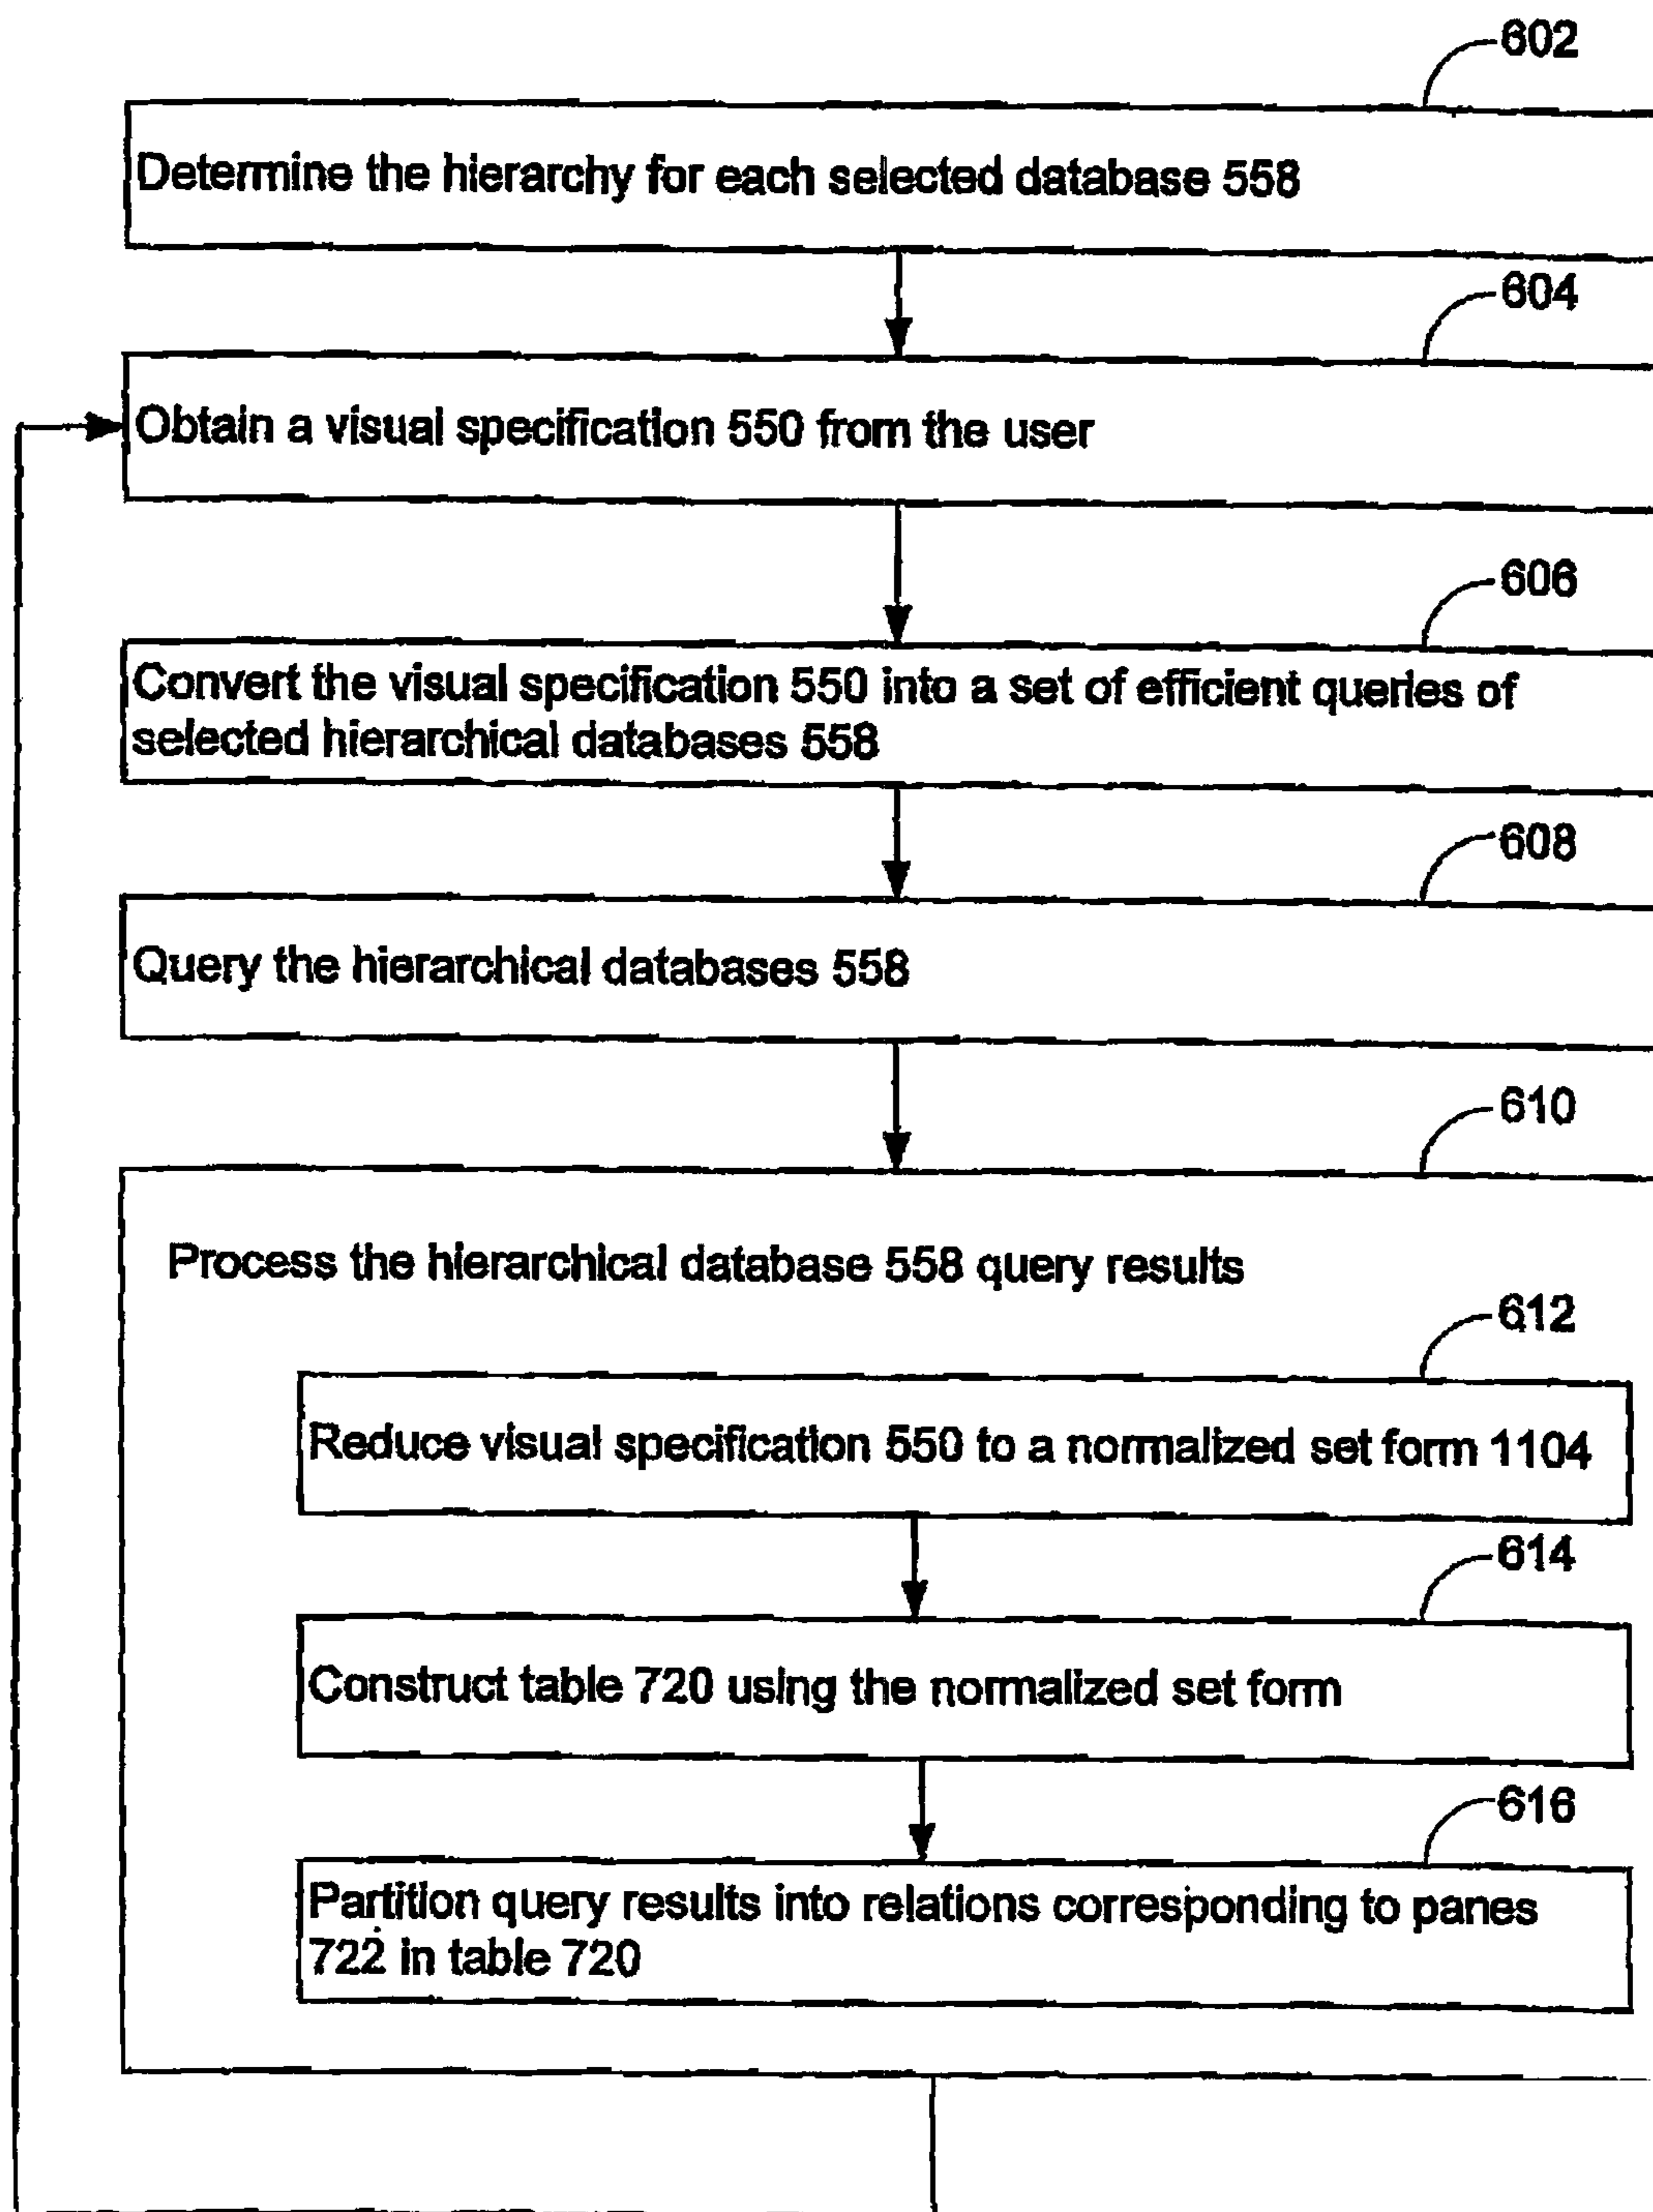 602
Determine the hierarchy for each selected database 558
604
Obtain a visual specification 550 from the user
606
Convert the visual specification 550 into a set of efficient queries of
selected hierarchical databases 558
608
Query the hierarchical databases 558
610
Process the hierarchical database 558 query results
612
Reduce visual specification 550 to a normalized set form 1104
614
Construct table 720 using the normalized set form
616
Partition query results into relations corresponding to panes
722 in table 720